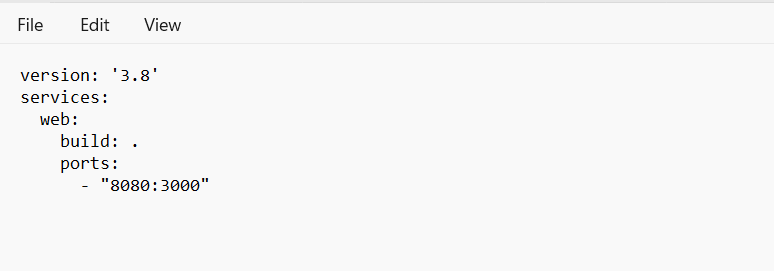 File Edit View
version: '3.8'
services:
  web:
    build: .
    ports:
      - "8080:3000"